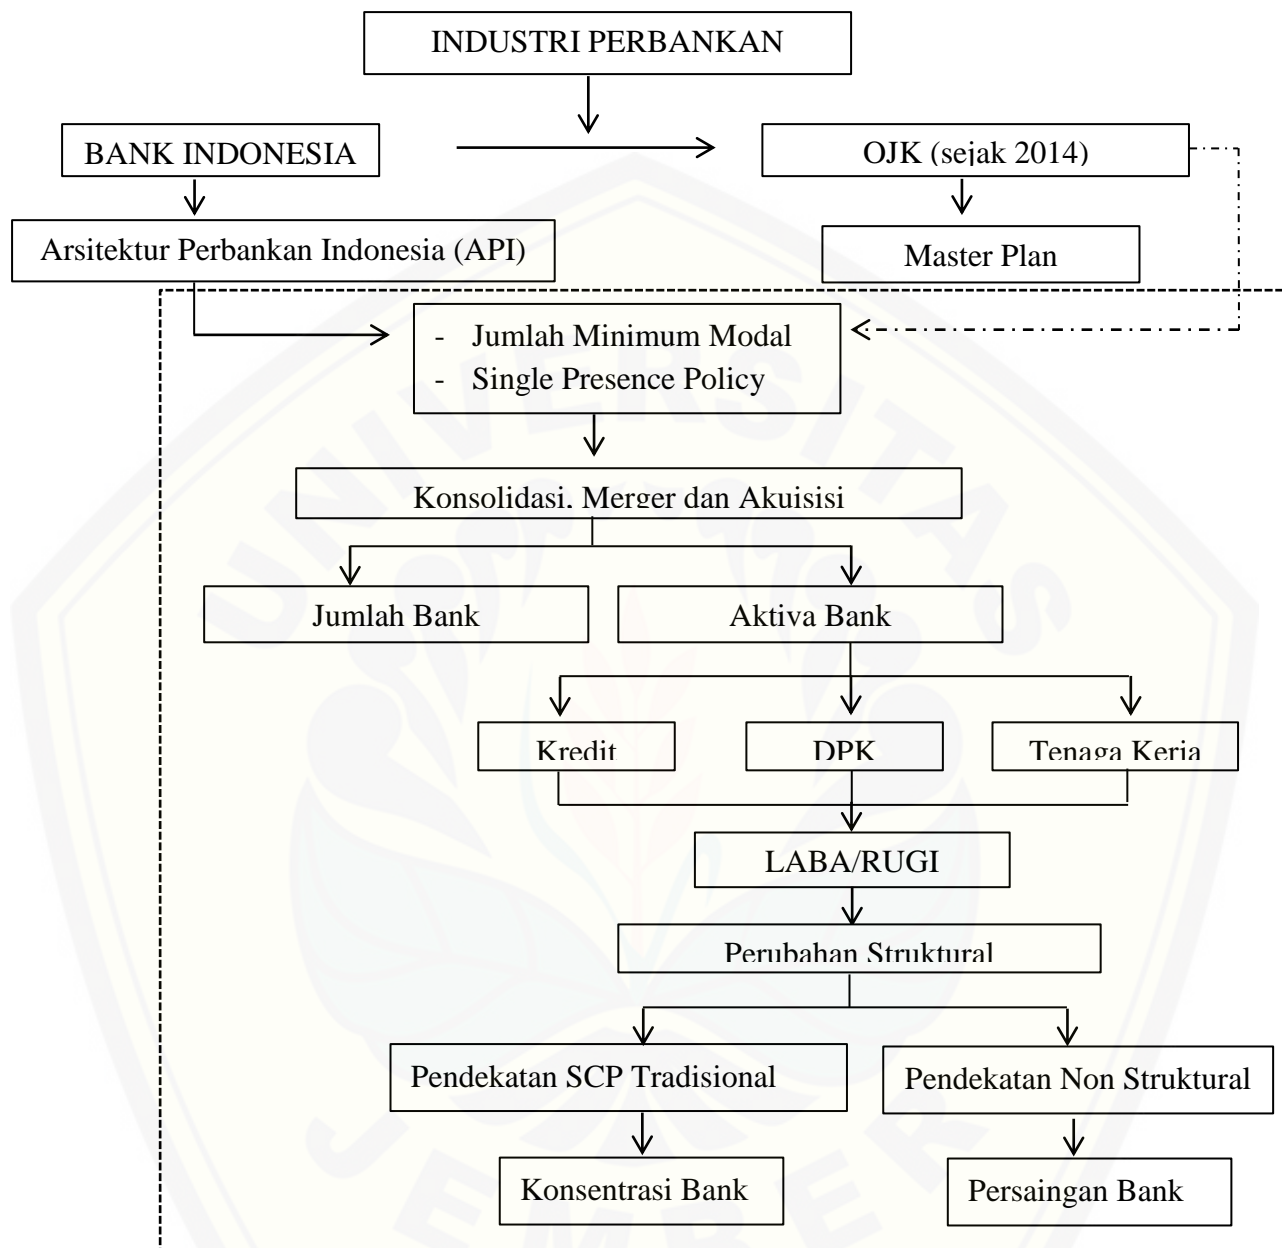 INDUSTRI PERBANKAN
BANK INDONESIA
OJK (sejak 2014)
Arsitektur Perbankan Indonesia (API)
Master Plan
- Jumlah Minimum Modal
- Single Presence Policy
Konsolidasi, Merger dan Akuisisi
Jumlah Bank
Aktiva Bank
Kredit
DPK
Tenaga Kerja
LABA/RUGI
Perubahan Struktural
Pendekatan SCP Tradisional
Pendekatan Non Struktural
Konsentrasi Bank
Persaingan Bank
UNIVERSITAS
JEMBER